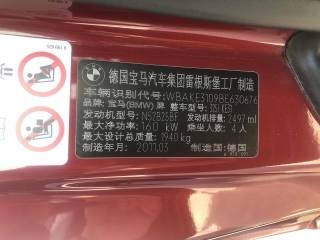 德国宝马汽车集团雷根斯堡工厂制造
车辆识别代号: WBAKE3109BE630676
品牌: 宝马(BMW) 牌 整车型号: 325i KE31
发动机型号: N52B25BF 发动机排量: 2497 ml
最大净功率: 160 kW 乘坐人数: 4 人
最大设计总质量: 1940 kg
制造年月: 2011.03 制造国: 德国